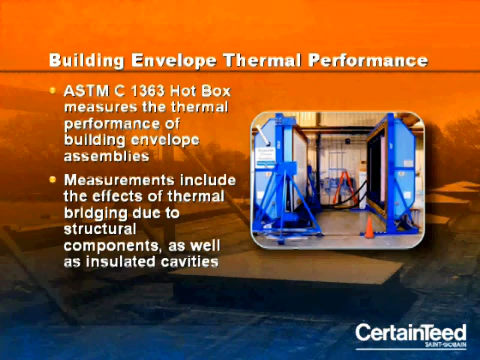 Building Envelope Thermal Performance
ASTM C 1363 Hot Box
measures the thermal
performance of
building envelope
assemblies
Measurements include
the effects of thermal
bridging due to
structural
components, as well
as insulated cavities
CertainTeed
SAINT-GOBAIN